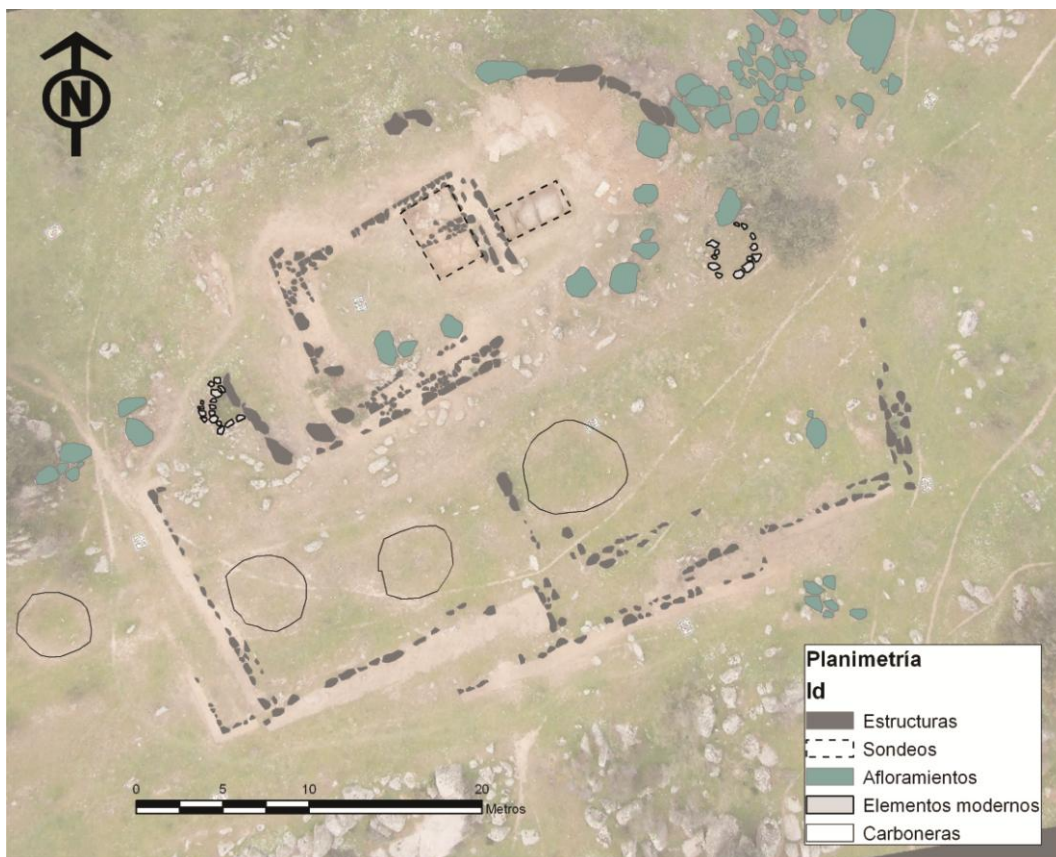 N
Planimetría
Id
Estructuras
Sondeos
Afloramientos
Elementos modernos
Carboneras
0 5 10 20
Metros